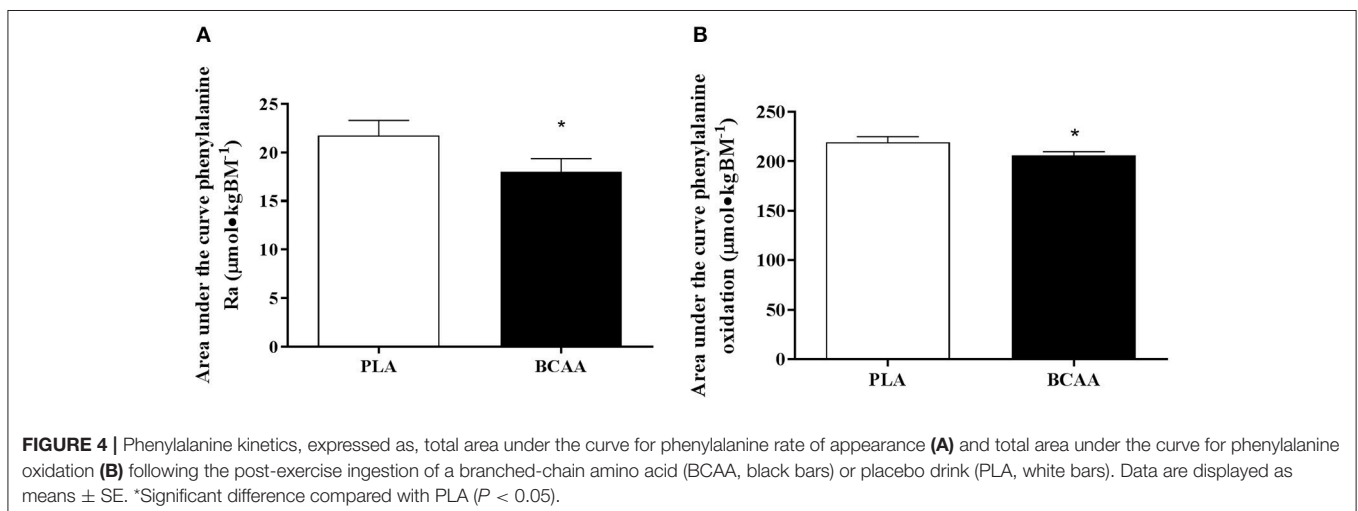 A
Area under the curve phenylalanine
Ra (µmol•kgBM⁻¹)
25
20
15
10
5
0
*
PLA
BCAA
B
Area under the curve phenylalanine
oxidation (µmol•kgBM⁻¹)
250
200
150
100
50
0
*
PLA
BCAA
FIGURE 4 | Phenylalanine kinetics, expressed as, total area under the curve for phenylalanine rate of appearance (A) and total area under the curve for phenylalanine
oxidation (B) following the post-exercise ingestion of a branched-chain amino acid (BCAA, black bars) or placebo drink (PLA, white bars). Data are displayed as
means ± SE. *Significant difference compared with PLA (P < 0.05).